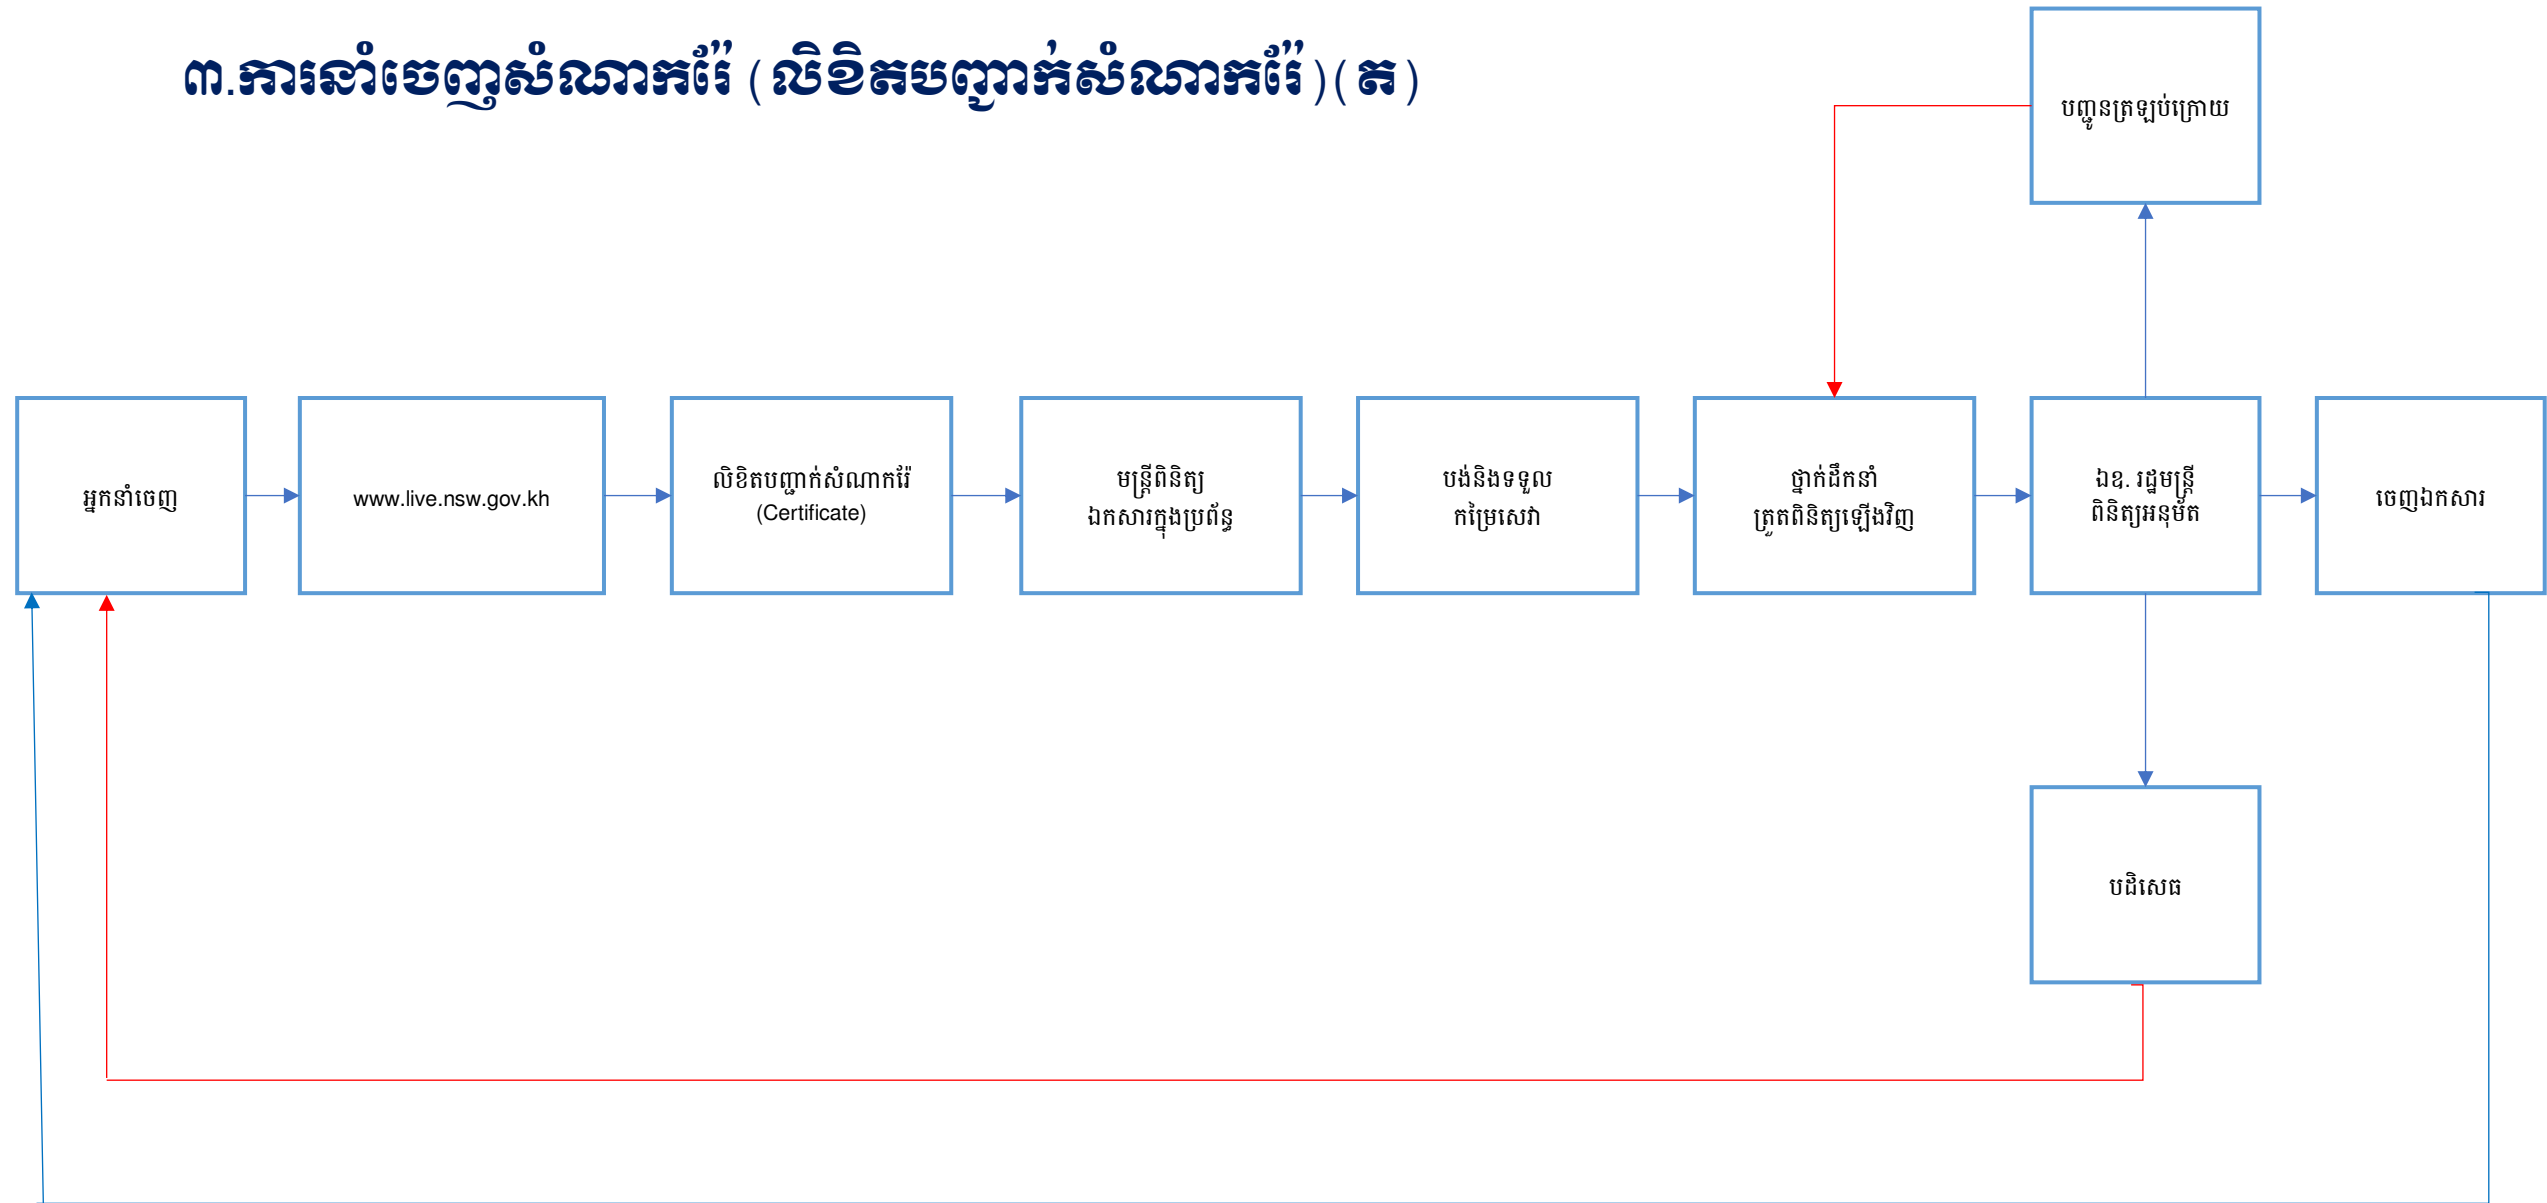 ៣.ការនាំចេញសំណាករ៉ែ (លិខិតបញ្ជាក់សំណាករ៉ែ)(ត)
បញ្ជូនត្រឡប់ក្រោយ
អ្នកនាំចេញ
www.live.nsw.gov.kh
លិខិតបញ្ជាក់សំណាករ៉ែ
(Certificate)
មន្ត្រីពិនិត្យ
ឯកសារក្នុងប្រព័ន្ធ
បង់និងទទួល
កម្រៃសេវា
ថ្នាក់ដឹកនាំ
ត្រួតពិនិត្យឡើងវិញ
ឯឧ. រដ្ឋមន្ត្រី
ពិនិត្យអនុម័ត
ចេញឯកសារ
បដិសេធ